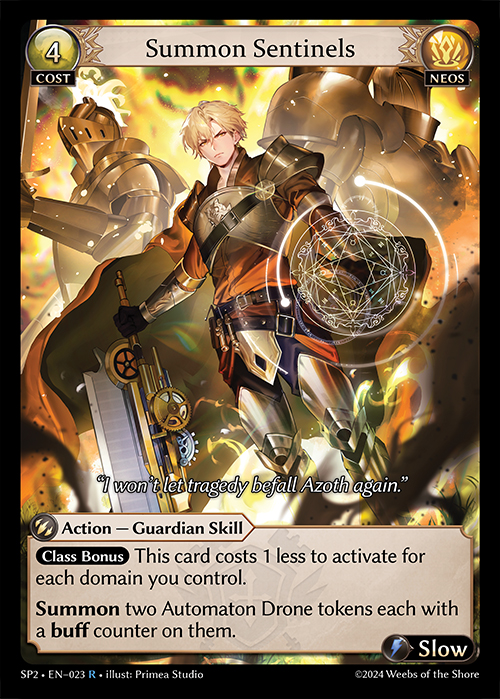 4
COST
Summon Sentinels
NEOS
"I won't let tragedy befall Azoth again."
Action — Guardian Skill
Class Bonus This card costs 1 less to activate for
each domain you control.
Summon two Automaton Drone tokens each with
a buff counter on them.
Slow
SP2 • EN–023 R • illust: Primea Studio
©2024 Weebs of the Shore